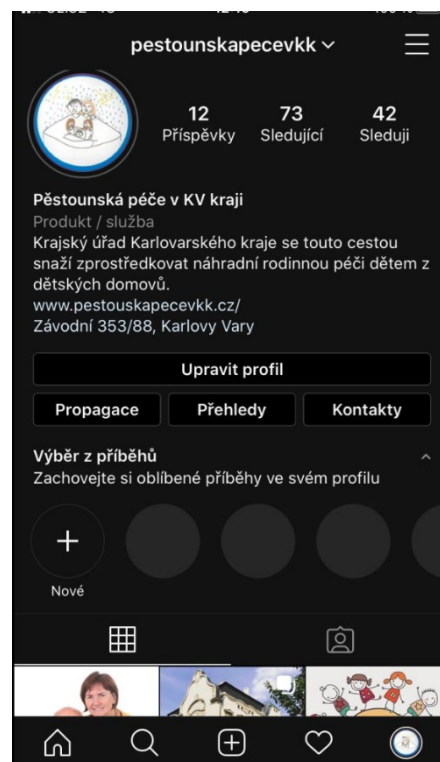 pestounskapecevkk
12 73 42
Příspěvky Sledující Sleduji
Pěstounská péče v KV kraji
Produkt / služba
Krajský úřad Karlovarského kraje se touto cestou
snaží zprostředkovat náhradní rodinnou péči dětem z
dětských domovů.
www.pestouskapecevkk.cz/
Závodní 353/88, Karlovy Vary
Upravit profil
Propagace Přehledy Kontakty
Výběr z příběhů
Zachovejte si oblíbené příběhy ve svém profilu
Nové